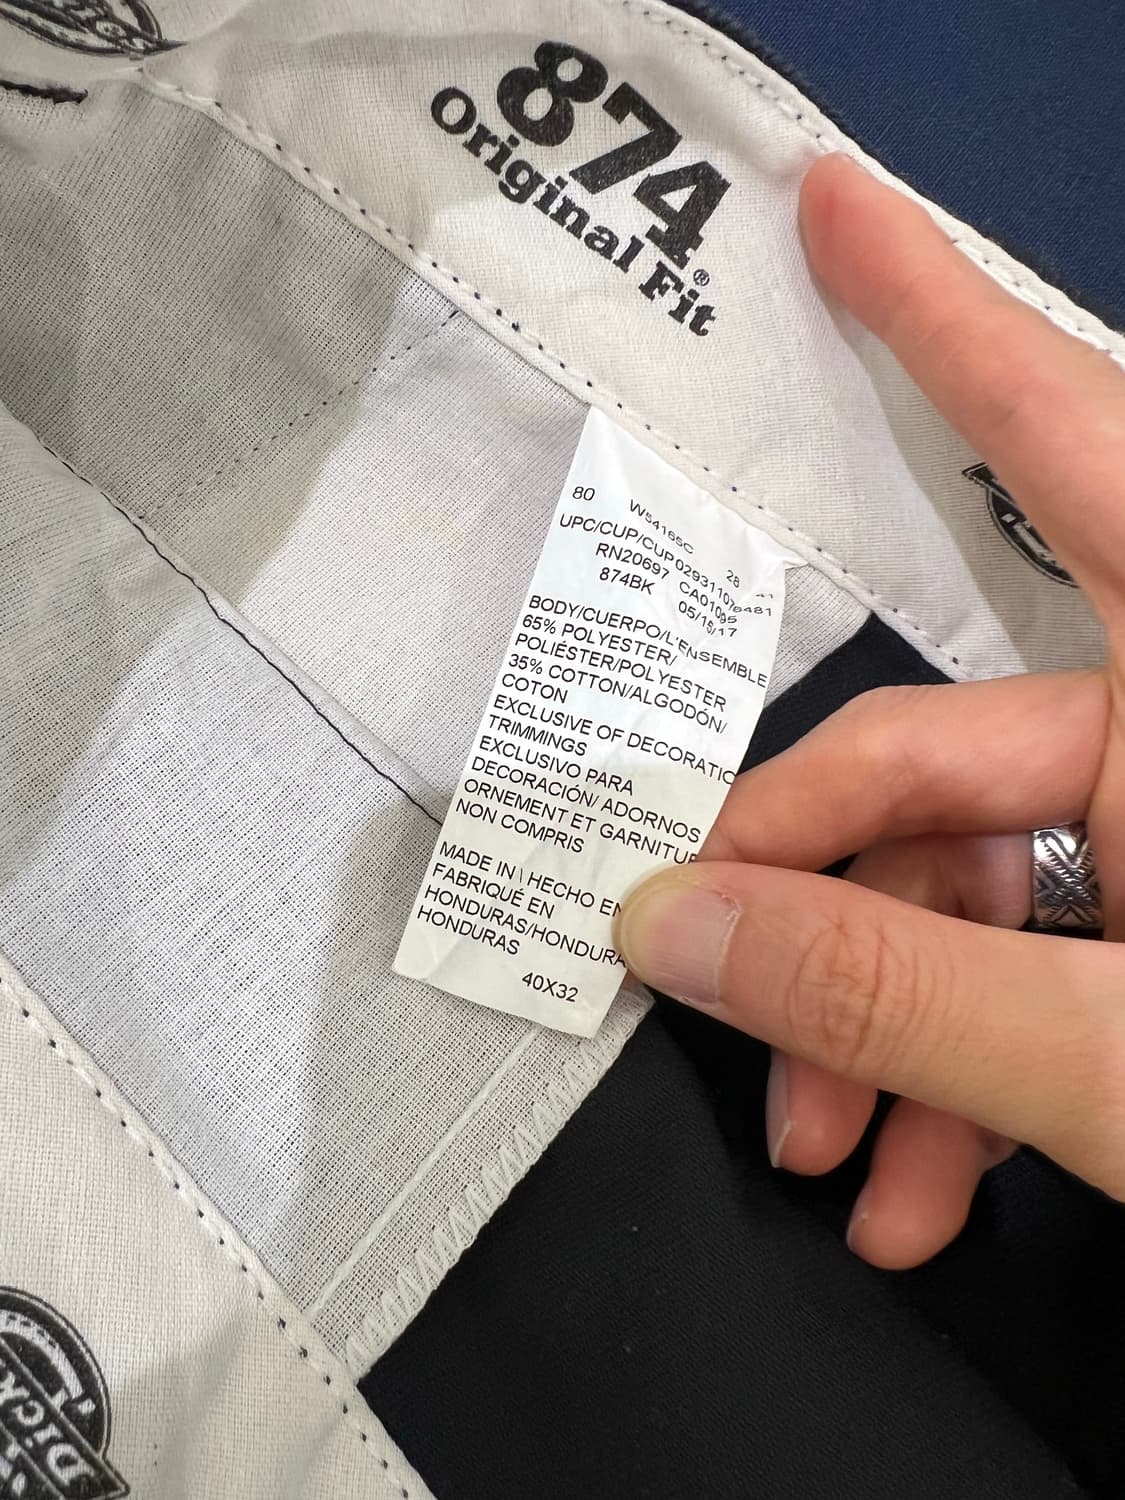 874®
Original Fit
80 W54165C 28
UPC/CUP/CUP
RN20697 CA01095
874BK 05/15/17
BODY/CUERPO/L'ENSEMBLE
65% POLYESTER/
POLIÉSTER/POLYESTER
35% COTTON/ALGODÓN/
COTON
EXCLUSIVE OF DECORATIO
TRIMMINGS
EXCLUSIVO PARA
DECORACIÓN/ ADORNOS
ORNEMENT ET GARNITUR
NON COMPRIS
MADE IN \ HECHO EN
FABRIQUÉ EN
HONDURAS/HONDURA
HONDURAS
40X32
DICK